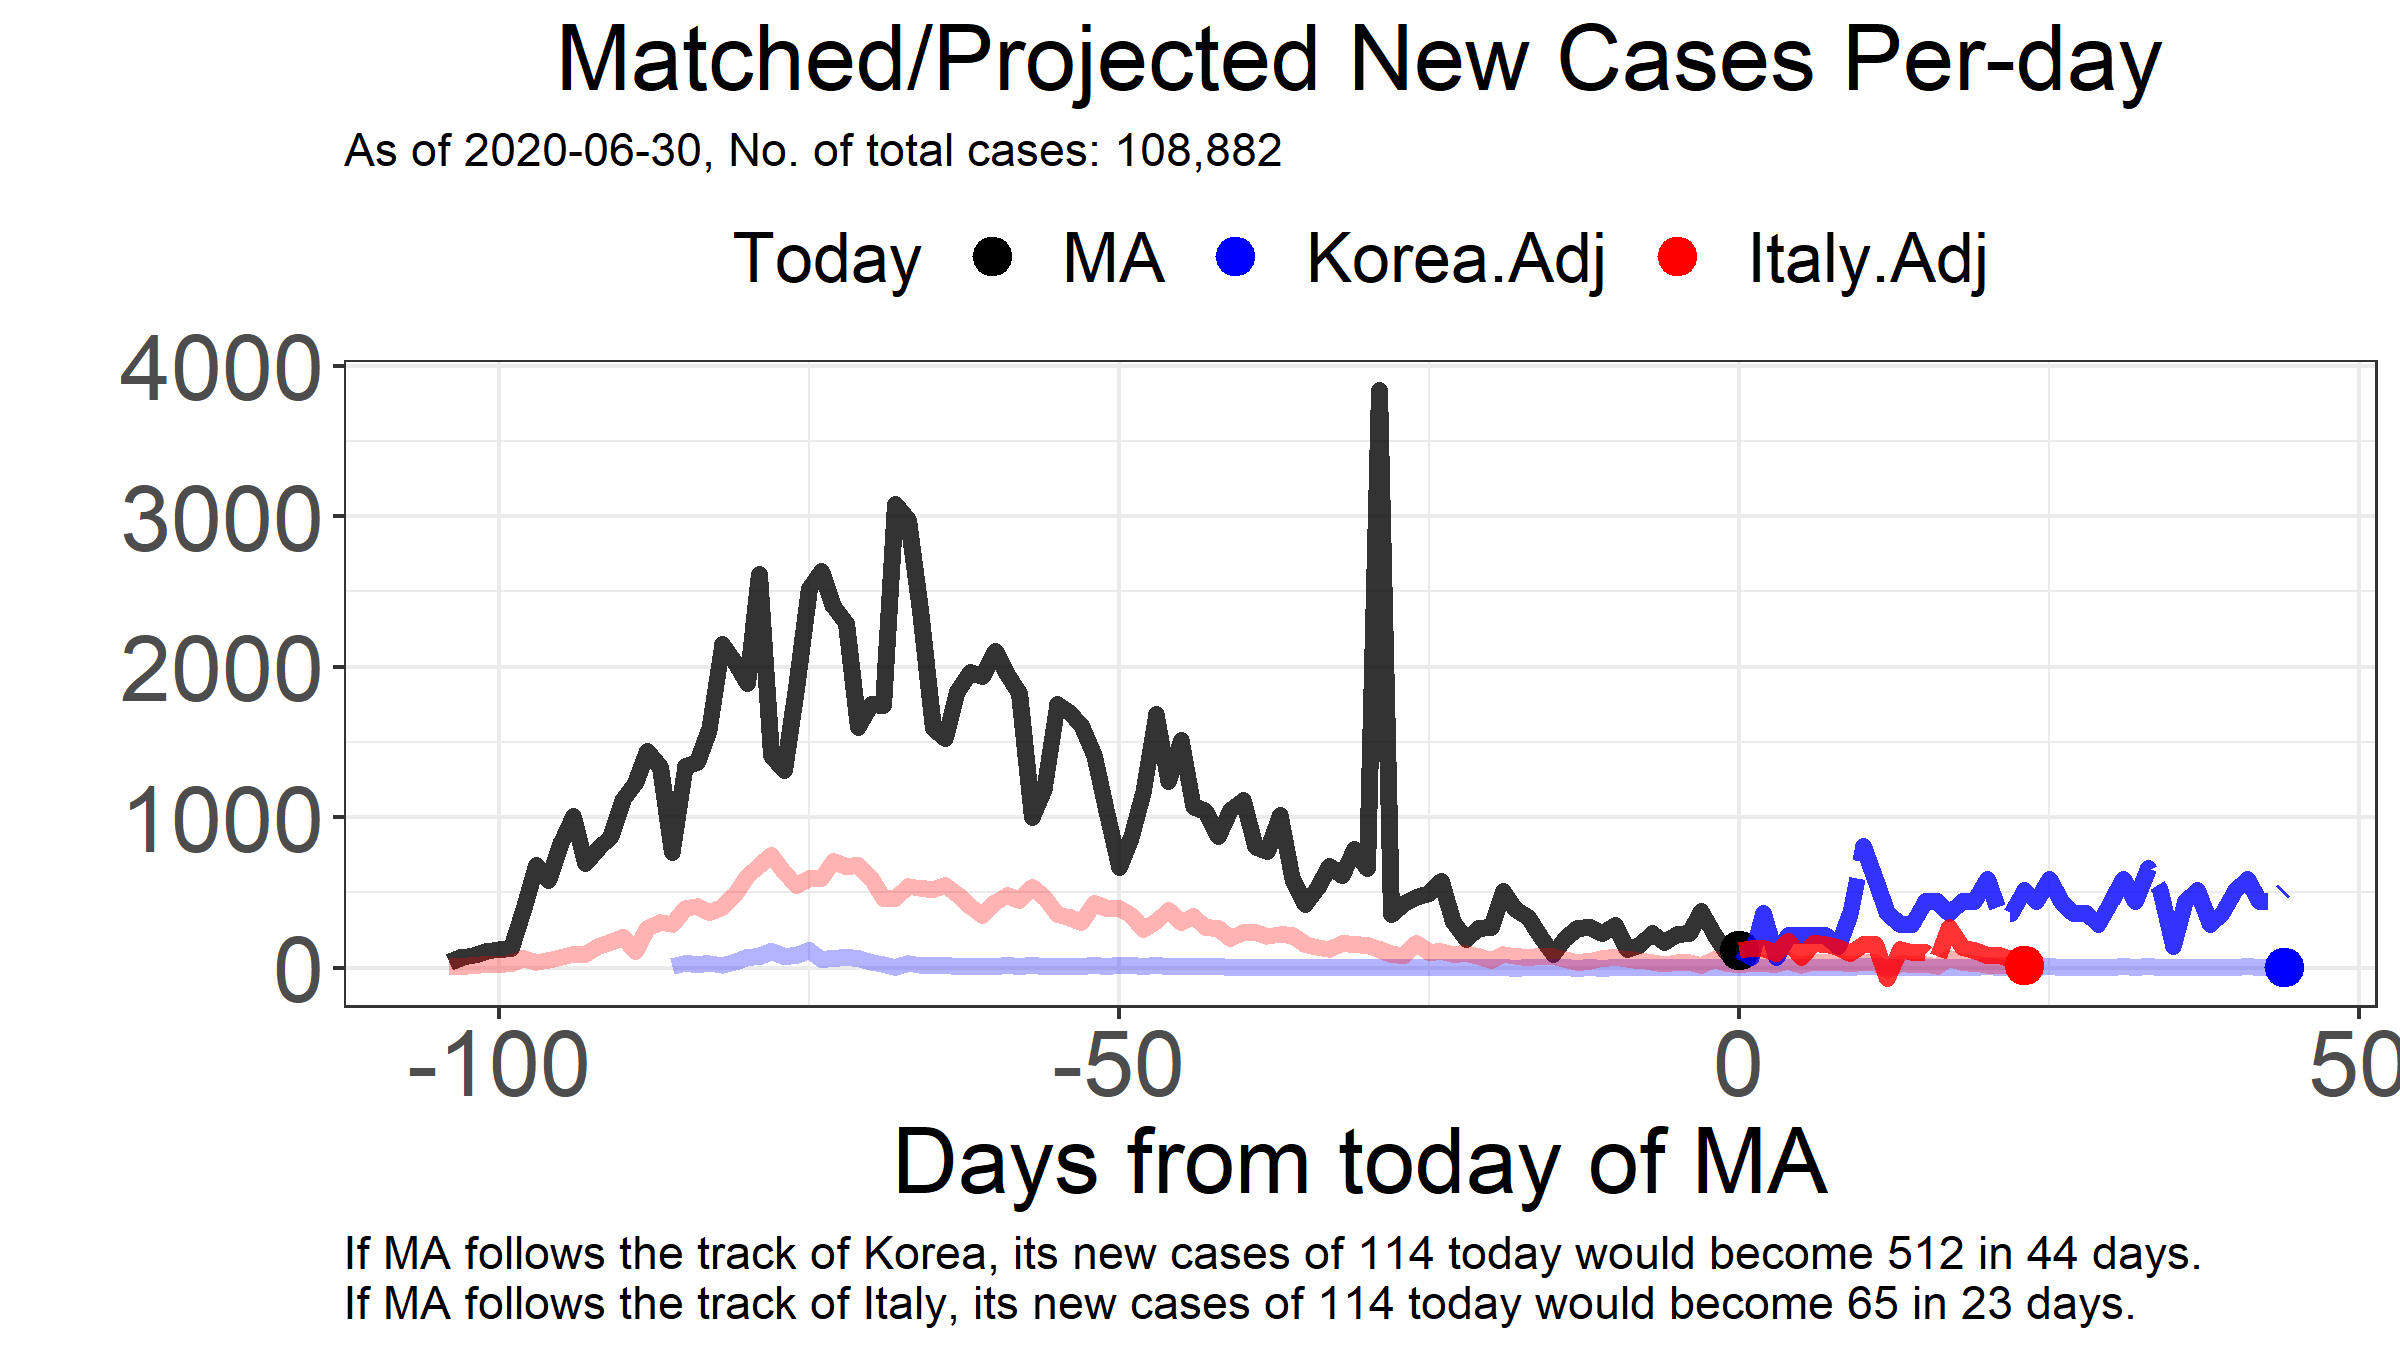 Matched/Projected New Cases Per-day
As of 2020-06-30, No. of total cases: 108,882
Today MA Korea.Adj Italy.Adj
4000
3000
2000
1000
0
-100 -50 0 50
Days from today of MA
If MA follows the track of Korea, its new cases of 114 today would become 512 in 44 days.
If MA follows the track of Italy, its new cases of 114 today would become 65 in 23 days.